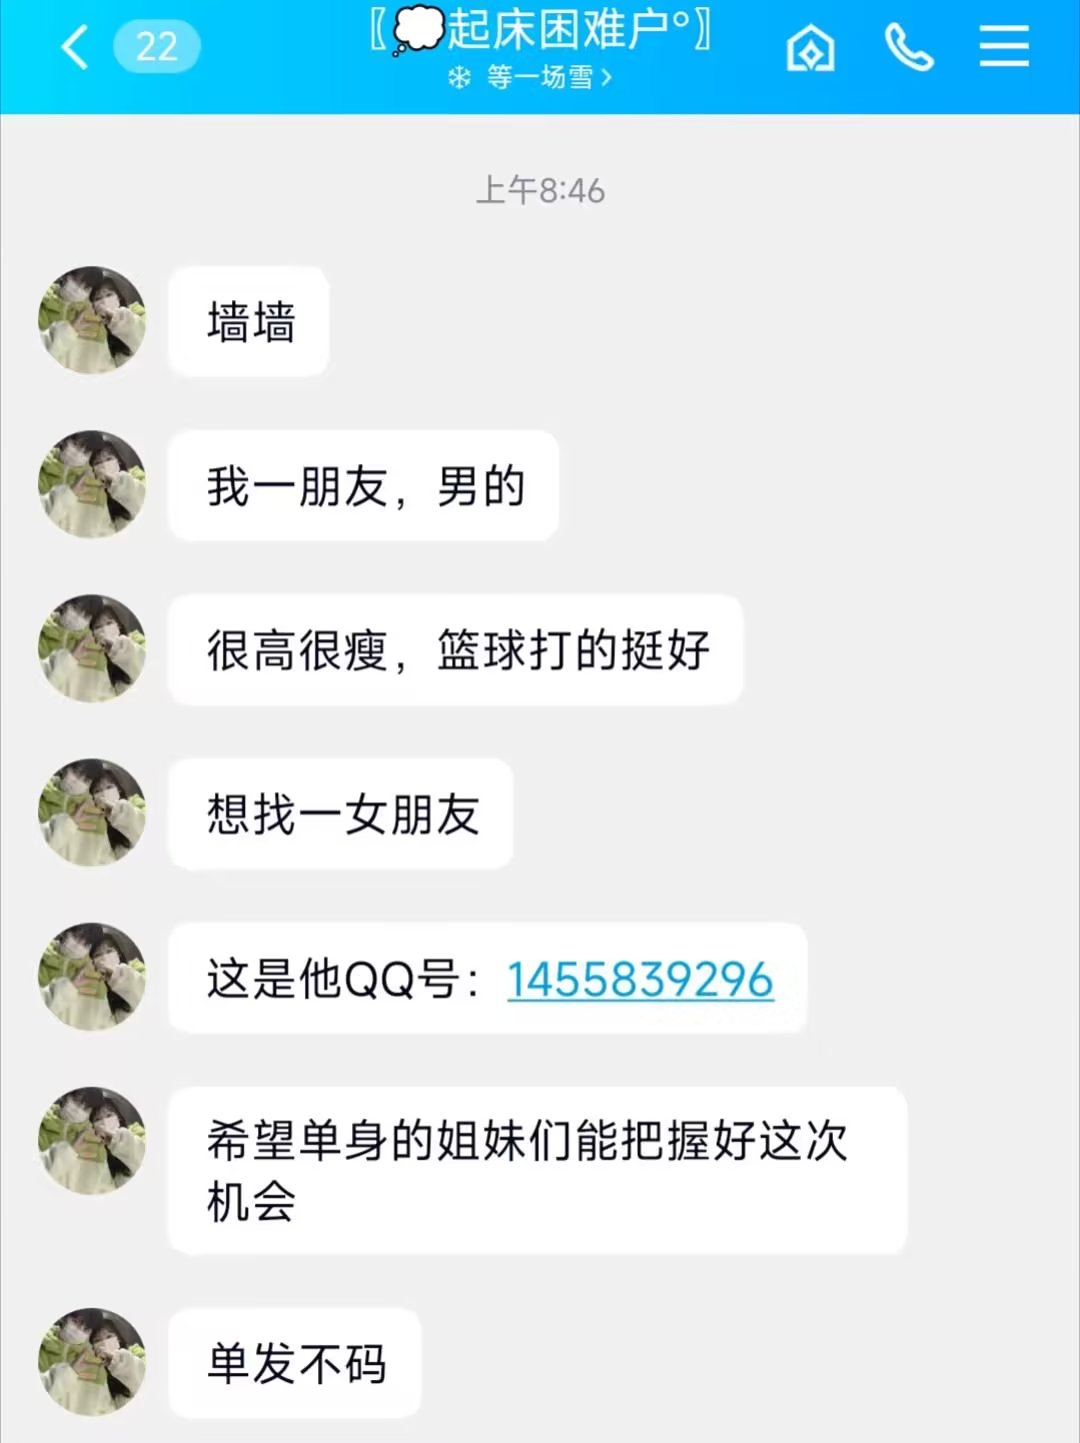 22
〖💭起床困难户°〗
❄ 等一场雪>
上午8:46
墙墙
我一朋友，男的
很高很瘦，篮球打的挺好
想找一女朋友
这是他QQ号：1455839296
希望单身的姐妹们能把握好这次
机会
单发不码